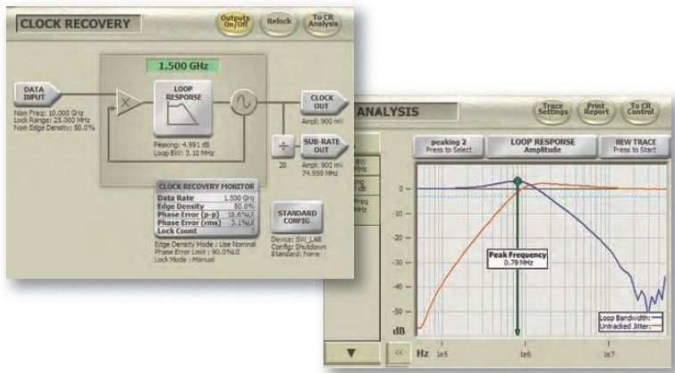 CLOCK RECOVERY
Outputs
On/Off
Relock
To CR
Analysis
1.500 GHz
DATA
INPUT
LOOP
RESPONSE
X
CLOCK
OUT
Nom Freq: 10.000 GHz
Lock Range: 25.000 MHz
Nom Edge Density: 50.0%
Peaking: 4.991 dB
Loop BW: 3.10 MHz
Ampl: 900 mV
÷
20
SUB-RATE
OUT
Ampl: 900 mV
74.999 MHz
CLOCK RECOVERY MONITOR
Data Rate 1.500 GHz
Edge Density 50.0%
Phase Error (p-p) 18.6%UI
Phase Error (rms) 3.1%UI
Lock Count
STANDARD
CONFIG
Edge Density Mode : Use Nominal
Phase Error Limit : 90.0%UI
Lock Mode : Manual
Device: SW_LAB
Config: Shutdown
Standard: None
ANALYSIS
Trace
Settings
Print
Report
To CR
Control
peaking 2
Press to Select
LOOP RESPONSE
Amplitude
NEW TRACE
Press to Start
BW
MHz
dB
Freq
MHz
0
-30
-50
dB
Peak Frequency
0.79 MHz
Loop Bandwidth:
Untracked Jitter:
▼
<<
Hz 1e5 1e6 1e7